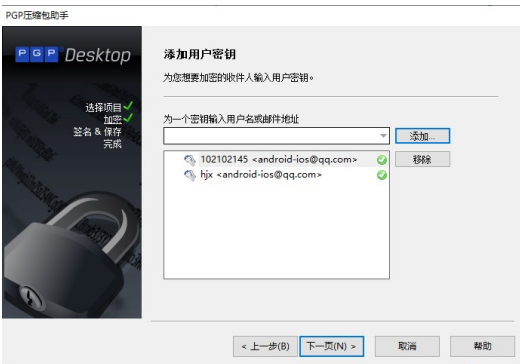 PGP压缩包助手
PGP Desktop
选择项目
加密
签名 & 保存
完成
添加用户密钥
为您想要加密的收件人输入用户密钥。
为一个密钥输入用户名或邮件地址
添加...
102102145 <android-ios@qq.com>
移除
hjx <android-ios@qq.com>
< 上一步(B)
下一页(N) >
取消
帮助